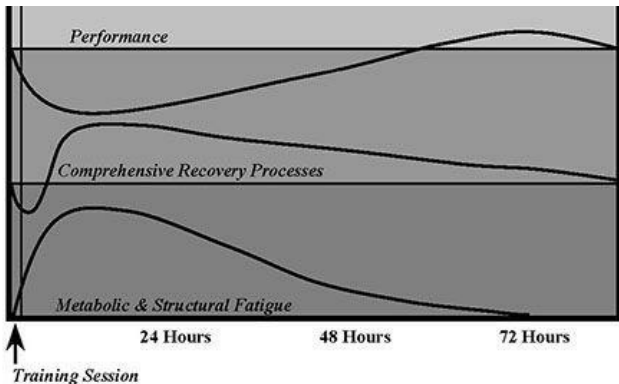 Performance
Comprehensive Recovery Processes
Metabolic & Structural Fatigue
24 Hours 48 Hours 72 Hours
Training Session